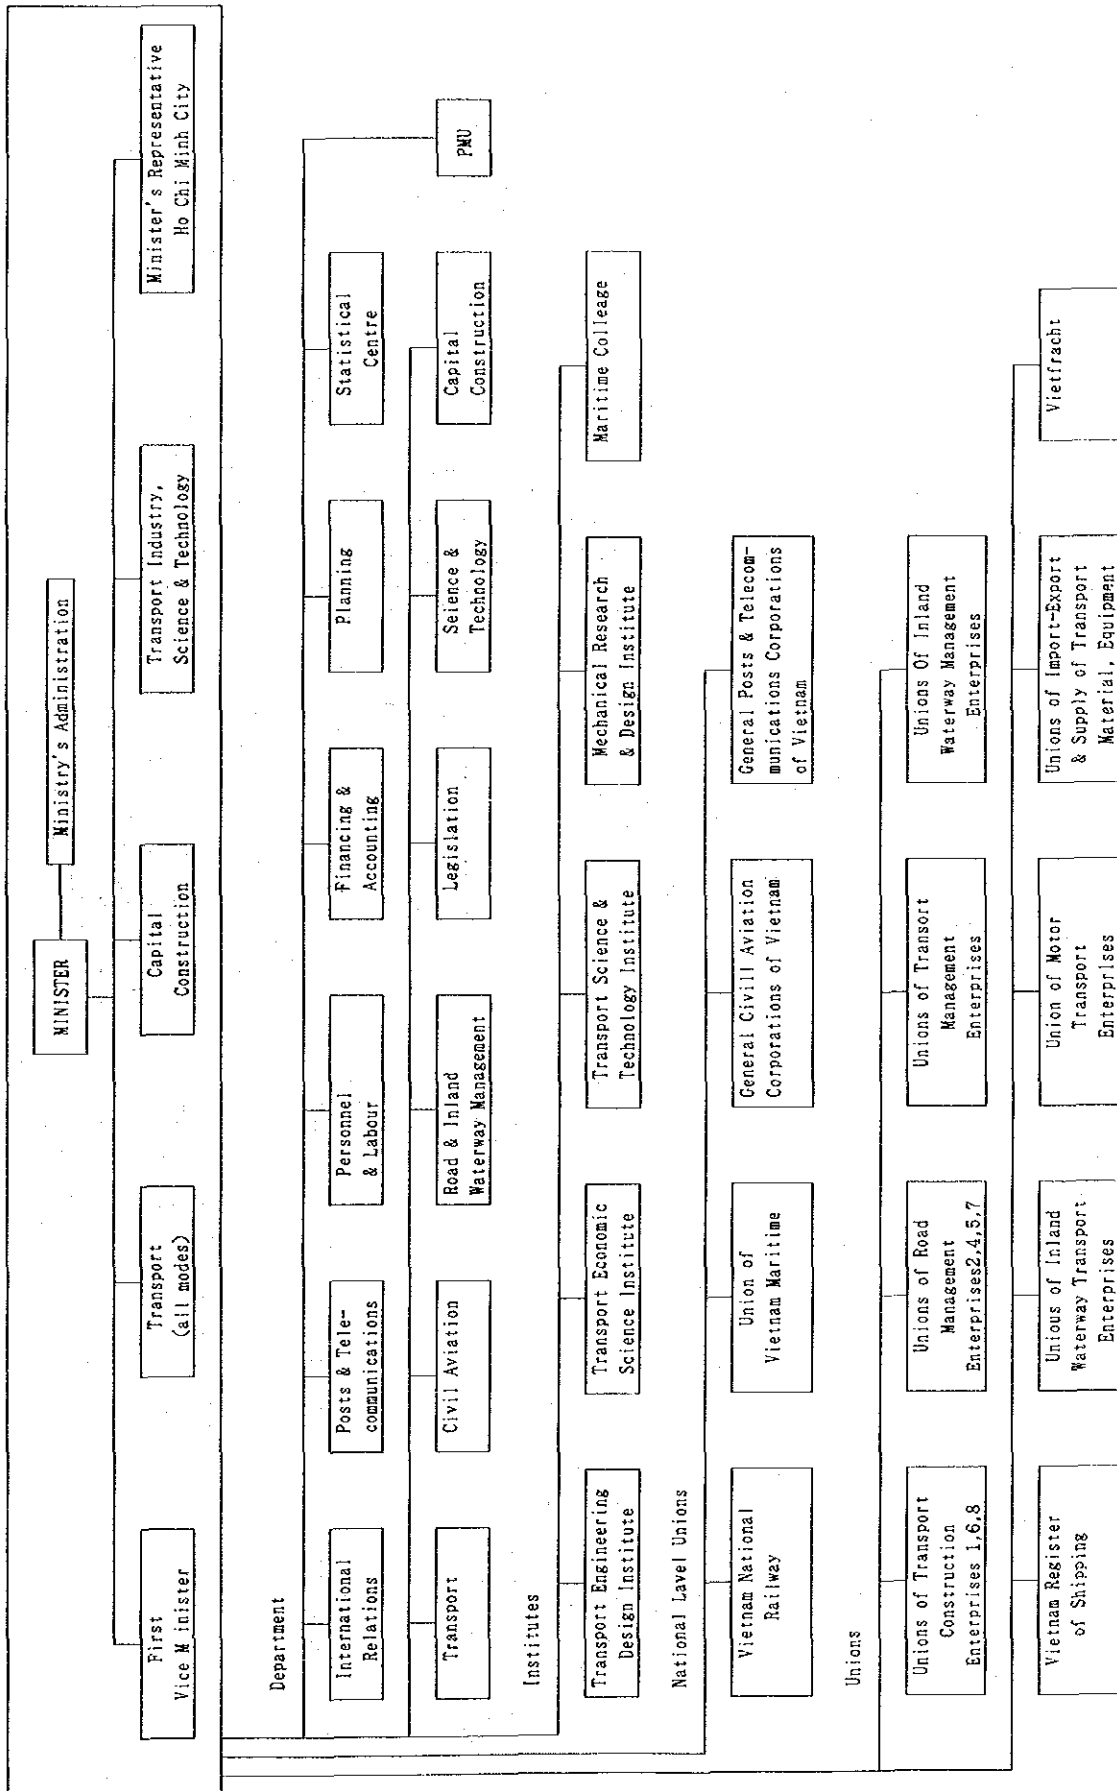 MINISTER
Ministry's Administration
First
Vice M inister
Transport
(all modes)
Capital
Construction
Transport Industry,
Science & Technology
Minister's Representative
Ho Chi Minh City
Department
International
Relations
Posts & Tele-
communications
Personnel
& Labour
Financing &
Accounting
Planning
Statistical
Centre
PMU
Transport
Civil Aviation
Road & Inland
Waterway Management
Legislation
Seience &
Technology
Capital
Construction
Institutes
Transport Engineering
Design Institute
Transport Economic
Science Institute
Transport Science &
Technology Institute
Mechanical Research
& Design Institute
Maritime Colleage
National Level Unions
Vietnam National
Railway
Union of
Vietnam Maritime
General Civill Aviation
Corporations of Vietnam
General Posts & Telecom-
munications Corporations
of Vietnam
Unions
Unions of Transport
Construction
Enterprises 1,6,8
Unions of Road
Management
Enterprises2,4,5,7
Unions of Transort
Management
Enterprises
Unions Of Inland
Waterway Management
Enterprises
Vietnam Register
of Shipping
Unious of Inland
Waterway Transport
Enterprises
Union of Motor
Transport
Enterprises
Unions of Import-Export
& Supply of Transport
Material, Equipment
Vietfracht